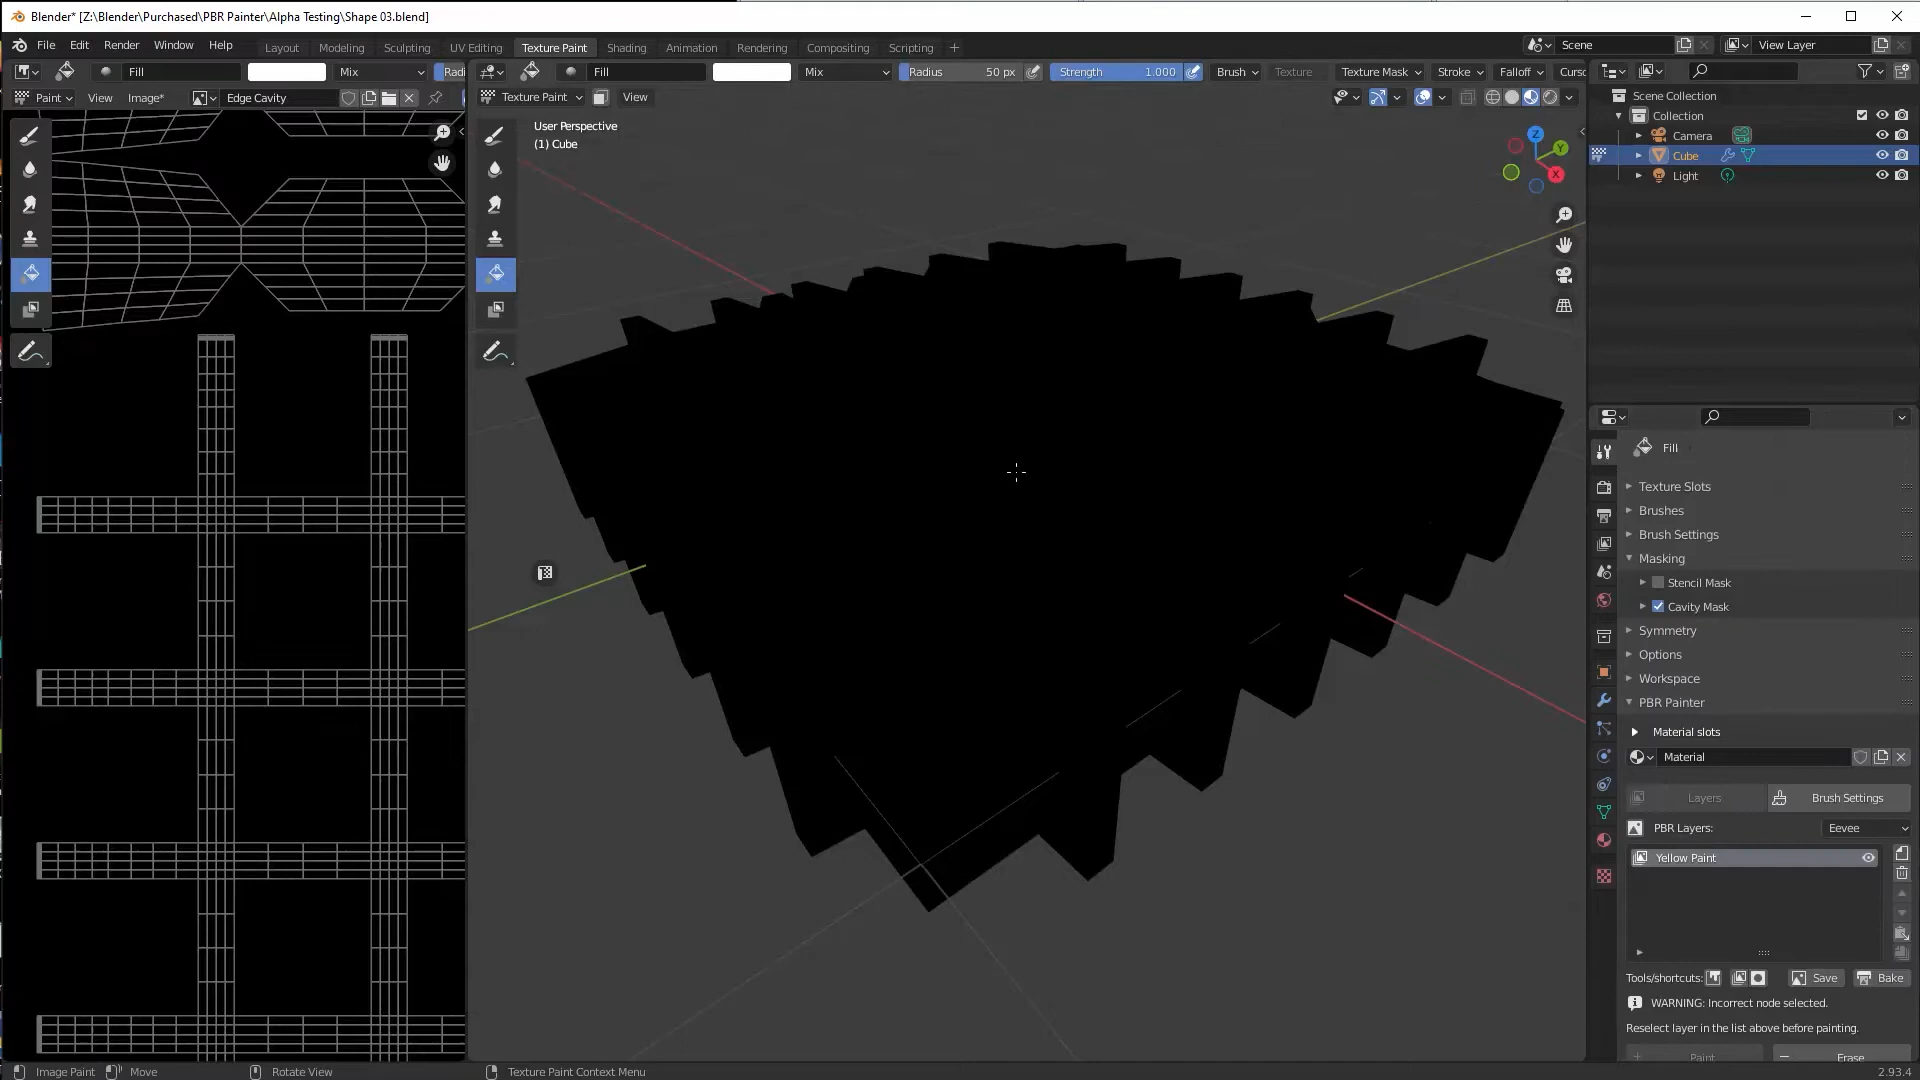 Blender* [Z:\Blender\Purchased\PBR Painter\Alpha Testing\Shape 03.blend]
File Edit Render Window Help Layout Modeling Sculpting UV Editing Texture Paint Shading Animation Rendering Compositing Scripting + Scene View Layer
Fill Mix Radi Fill Mix Radius 50 px Strength 1.000 Brush Texture Texture Mask Stroke Falloff Curso
Paint View Image* Edge Cavity Texture Paint View
Scene Collection
Collection
Camera
Cube
Light
User Perspective
(1) Cube
Z
Y
X
Fill
Texture Slots
Brushes
Brush Settings
Masking
Stencil Mask
Cavity Mask
Symmetry
Options
Workspace
PBR Painter
Material slots
Material
Layers Brush Settings
PBR Layers: Eevee
Yellow Paint
Tools/shortcuts: Save Bake
WARNING: Incorrect node selected.
Reselect layer in the list above before painting.
Paint Erase
Image Paint Move Rotate View Texture Paint Context Menu 2.93.4